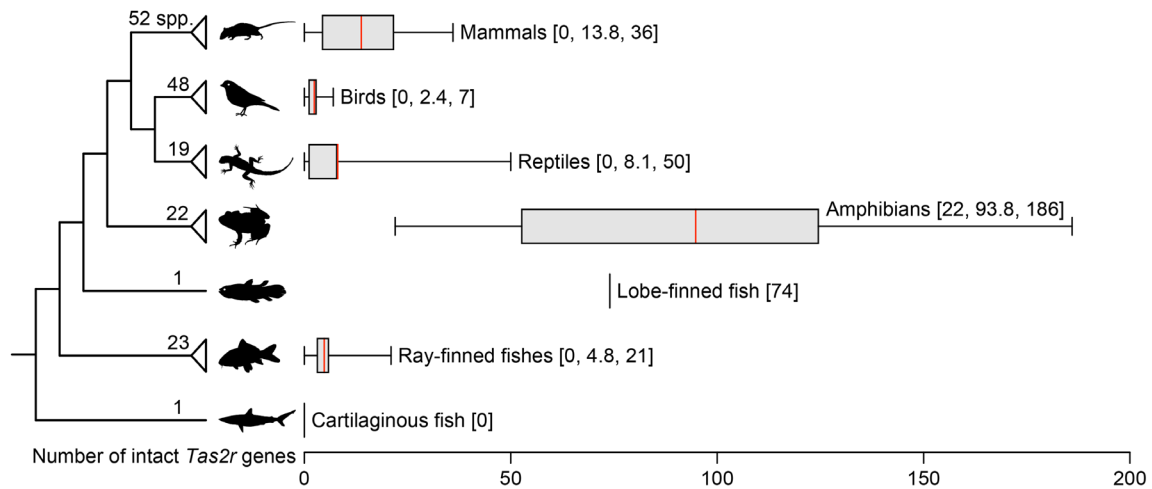 52 spp.
Mammals [0, 13.8, 36]
48
Birds [0, 2.4, 7]
19
Reptiles [0, 8.1, 50]
22
Amphibians [22, 93.8, 186]
1
Lobe-finned fish [74]
23
Ray-finned fishes [0, 4.8, 21]
1
Cartilaginous fish [0]
Number of intact Tas2r genes
0 50 100 150 200